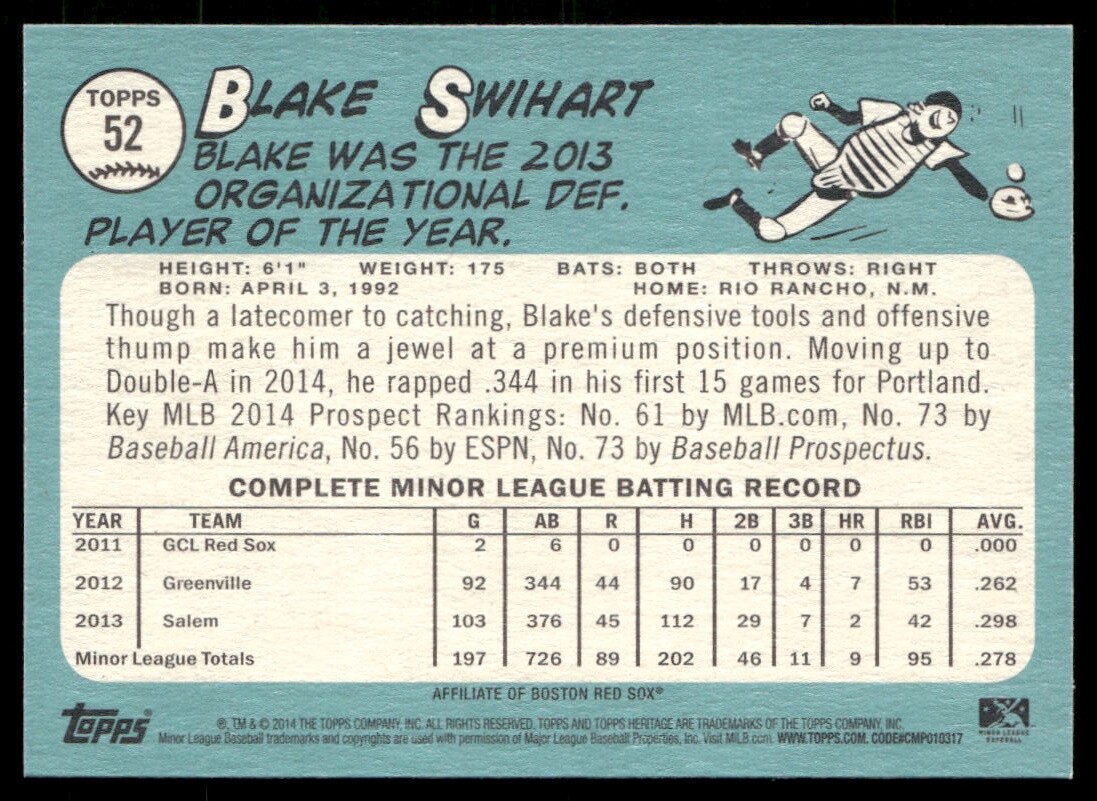 TOPPS
52
BLAKE SWIHART
BLAKE WAS THE 2013
ORGANIZATIONAL DEF.
PLAYER OF THE YEAR.
HEIGHT: 6'1" WEIGHT: 175 BATS: BOTH THROWS: RIGHT
BORN: APRIL 3, 1992 HOME: RIO RANCHO, N.M.
Though a latecomer to catching, Blake's defensive tools and offensive
thump make him a jewel at a premium position. Moving up to
Double-A in 2014, he rapped .344 in his first 15 games for Portland.
Key MLB 2014 Prospect Rankings: No. 61 by MLB.com, No. 73 by
Baseball America, No. 56 by ESPN, No. 73 by Baseball Prospectus.
COMPLETE MINOR LEAGUE BATTING RECORD
YEAR TEAM G AB R H 2B 3B HR RBI AVG.
2011 GCL Red Sox 2 6 0 0 0 0 0 0 .000
2012 Greenville 92 344 44 90 17 4 7 53 .262
2013 Salem 103 376 45 112 29 7 2 42 .298
Minor League Totals 197 726 89 202 46 11 9 95 .278
AFFILIATE OF BOSTON RED SOX®
Topps®
®, TM & © 2014 THE TOPPS COMPANY, INC. ALL RIGHTS RESERVED. TOPPS AND TOPPS HERITAGE ARE TRADEMARKS OF THE TOPPS COMPANY, INC.
Minor League Baseball trademarks and copyrights are used with permission of Major League Baseball Properties, Inc. Visit MiLB.com. WWW.TOPPS.COM. CODE#CMP010317
MINOR LEAGUE
BASEBALL